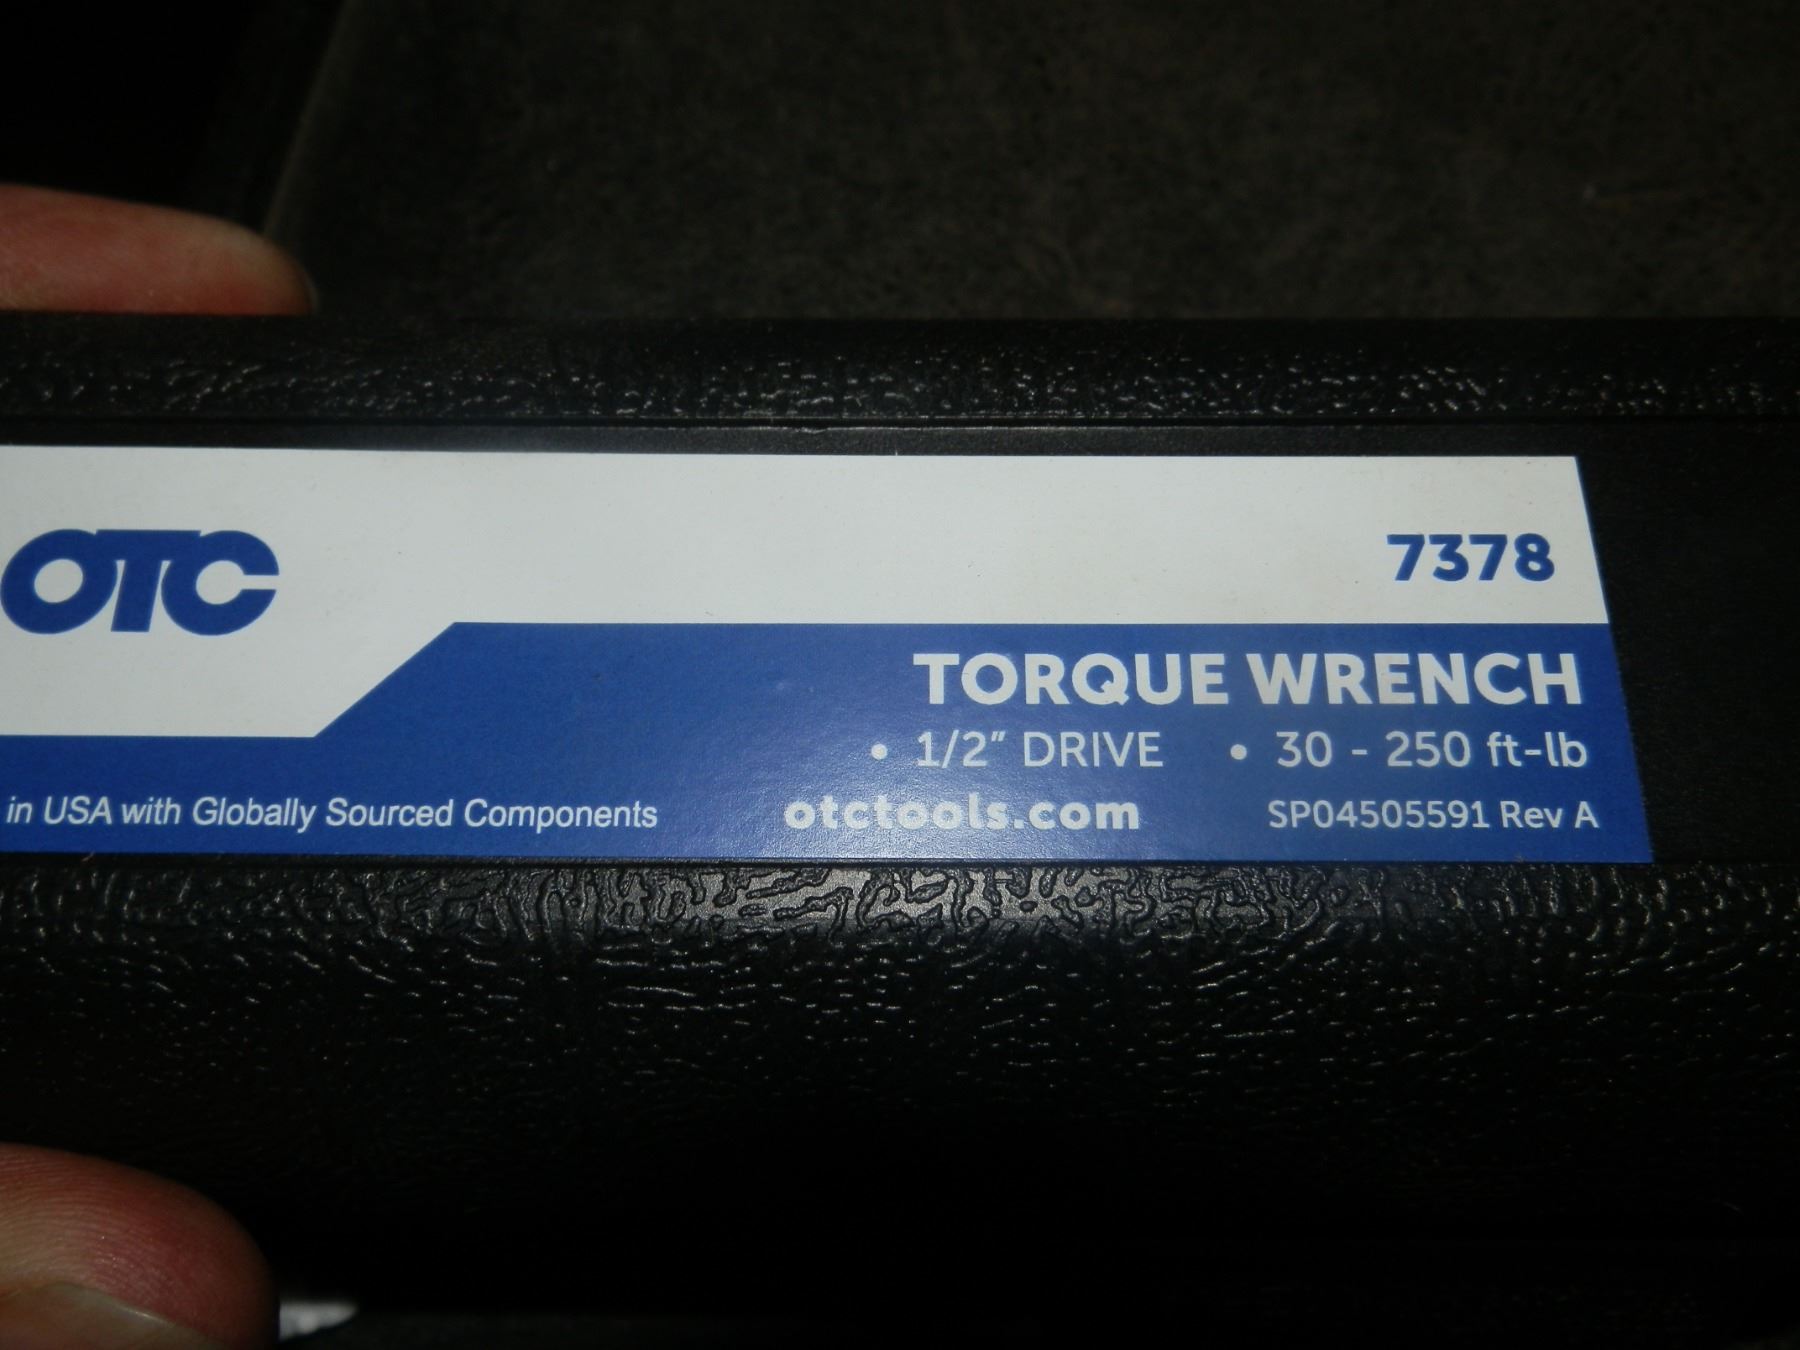 OTC
7378
TORQUE WRENCH
• 1/2" DRIVE • 30 - 250 ft-lb
in USA with Globally Sourced Components otctools.com SP04505591 Rev A